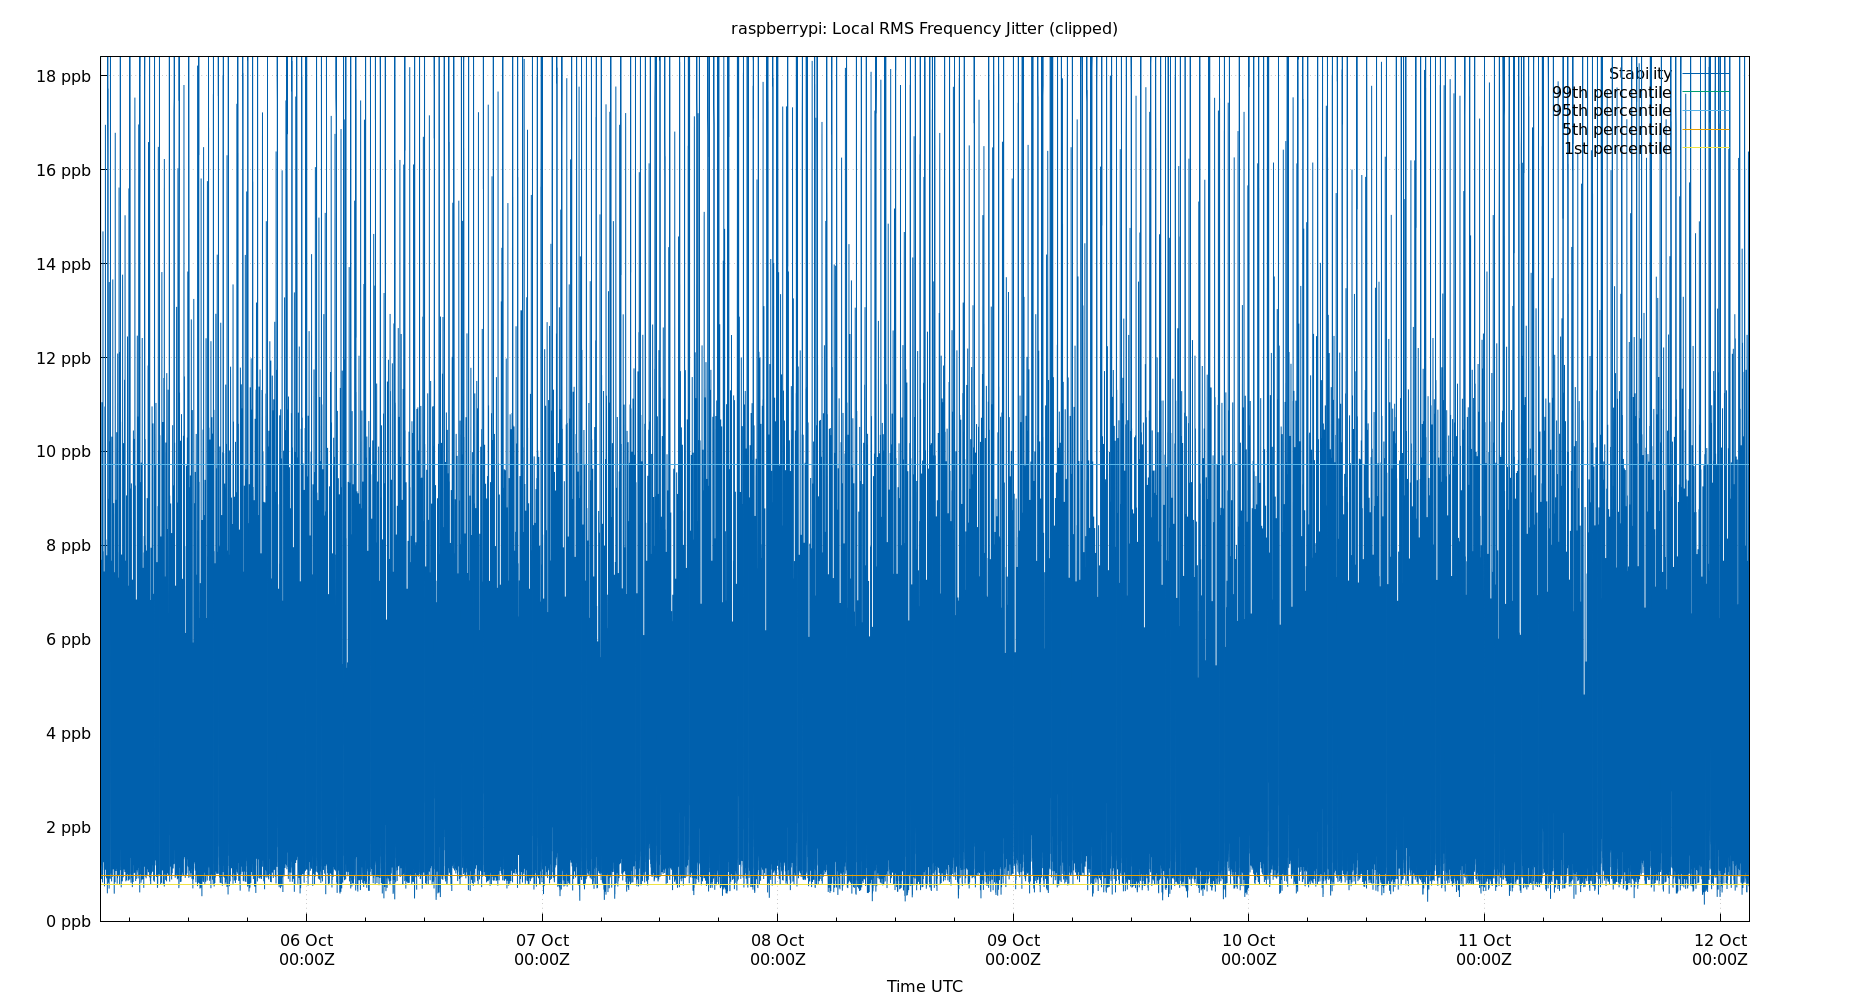 raspberrypi: Local RMS Frequency Jitter (clipped)
18 ppb
16 ppb
14 ppb
12 ppb
10 ppb
8 ppb
6 ppb
4 ppb
2 ppb
0 ppb
Stability
99th percentile
95th percentile
5th percentile
1st percentile
06 Oct
00:00Z
07 Oct
00:00Z
08 Oct
00:00Z
09 Oct
00:00Z
10 Oct
00:00Z
11 Oct
00:00Z
12 Oct
00:00Z
Time UTC